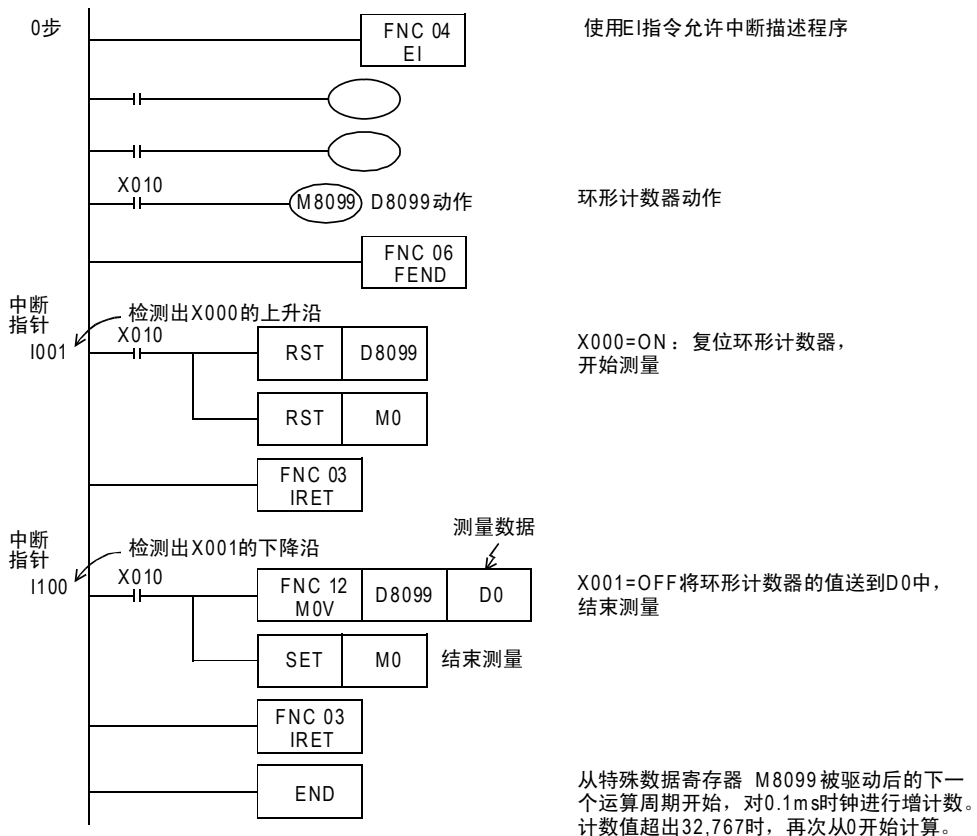 0步
FNC 04
EI
使用EI指令允许中断描述程序
X010
M8099
D8099动作
环形计数器动作
FNC 06
FEND
中断
指针
I001
检测出X000的上升沿
X010
RST D8099
X000=ON：复位环形计数器，
开始测量
RST M0
FNC 03
IRET
中断
指针
I100
检测出X001的下降沿
测量数据
X010
FNC 12
MOV
D8099
D0
X001=OFF将环形计数器的值送到D0中，
结束测量
SET M0 结束测量
FNC 03
IRET
END
从特殊数据寄存器 M8099被驱动后的下一
个运算周期开始，对0.1ms时钟进行增计数。
计数值超出32,767时，再次从0开始计算。